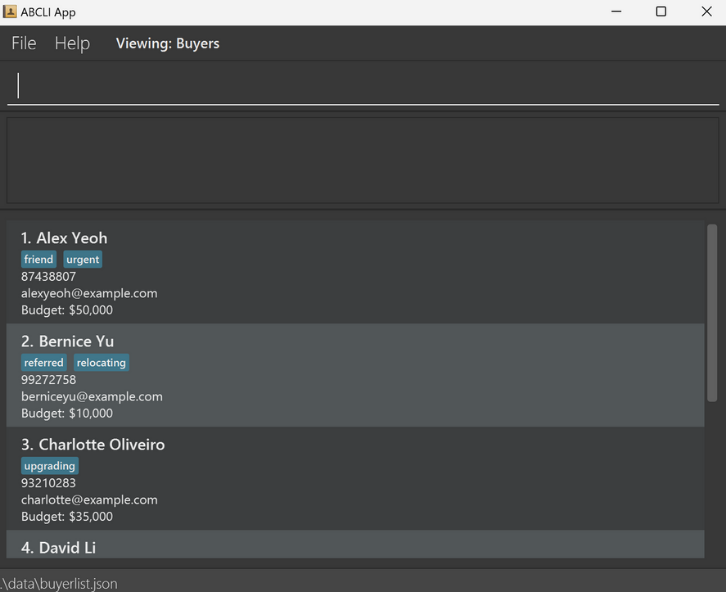 ABCLI App
File Help Viewing: Buyers
1. Alex Yeoh
friend urgent
87438807
alexyeoh@example.com
Budget: $50,000
2. Bernice Yu
referred relocating
99272758
berniceyu@example.com
Budget: $10,000
3. Charlotte Oliveiro
upgrading
93210283
charlotte@example.com
Budget: $35,000
4. David Li
.\data\buyerlist.json